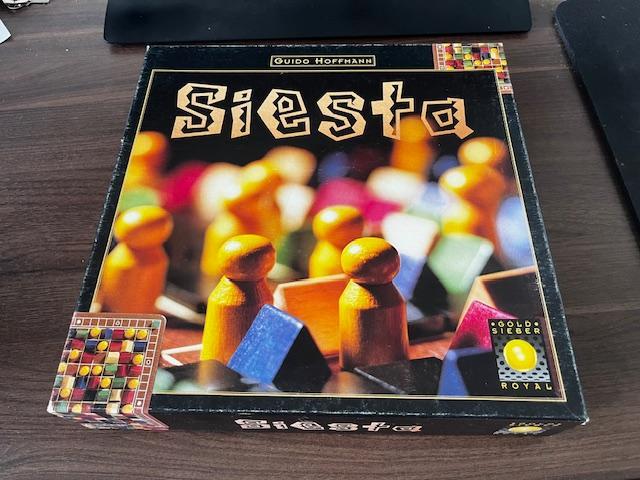 GUIDO HOFFMANN
Siesta
GOLD
SIEBER
ROYAL
Siesta